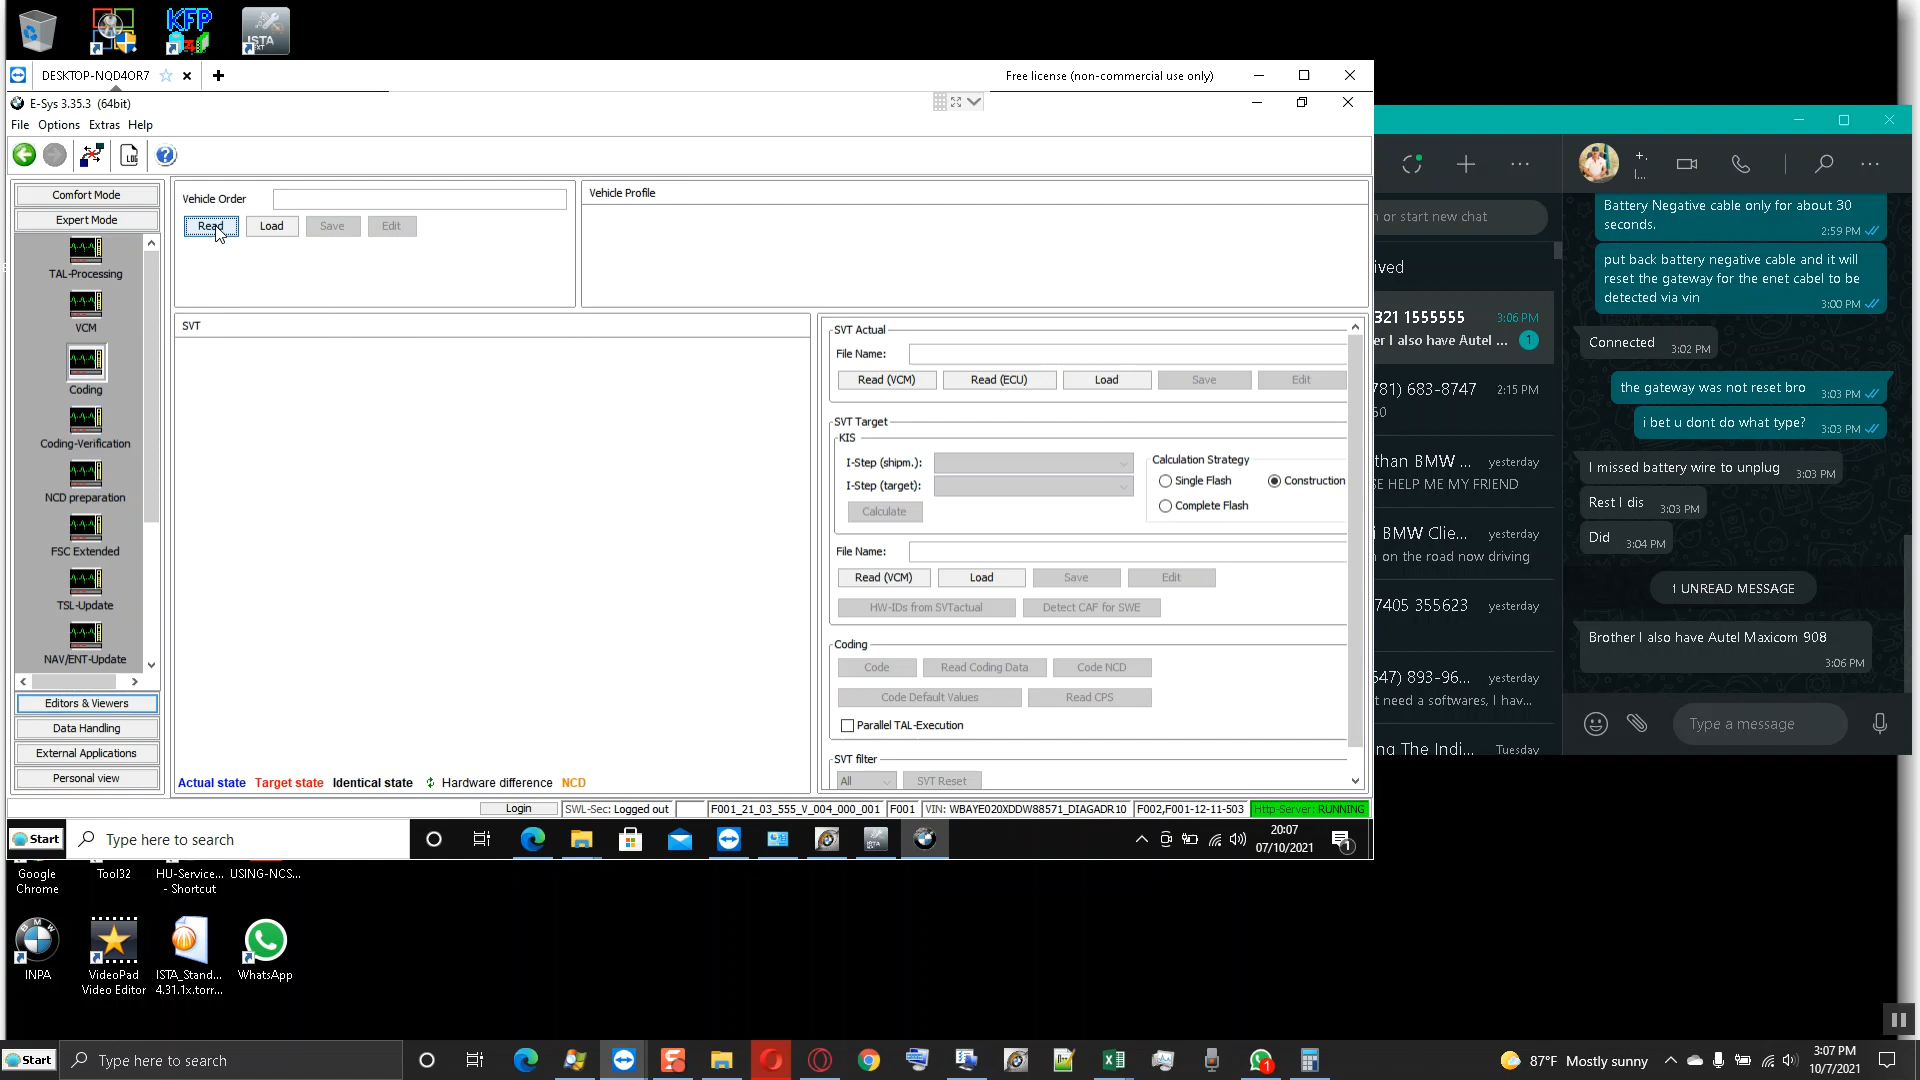 KFP
ISTA
DESKTOP-NQD4OR7
Free license (non-commercial use only)
E-Sys 3.35.3 (64bit)
File Options Extras Help
LOG
Comfort Mode
Expert Mode
TAL-Processing
VCM
Coding
Coding-Verification
NCD preparation
FSC Extended
TSL-Update
NAV/ENT-Update
Editors & Viewers
Data Handling
External Applications
Personal view
Vehicle Order
Read Load Save Edit
Vehicle Profile
SVT
Actual state Target state Identical state Hardware difference NCD
SVT Actual
File Name:
Read (VCM) Read (ECU) Load Save Edit
SVT Target
KIS
I-Step (shipm.):
I-Step (target):
Calculate
Calculation Strategy
Single Flash Construction
Complete Flash
File Name:
Read (VCM) Load Save Edit
HW-IDs from SVTactual Detect CAF for SWE
Coding
Code Read Coding Data Code NCD
Code Default Values Read CPS
Parallel TAL-Execution
SVT filter
All SVT Reset
Login SWL-Sec: Logged out F001_21_03_555_V_004_000_001 F001 VIN: WBAYE020XDDW88571_DIAGADR10 F002,F001-12-11-503 Http-Server: RUNNING
Start Type here to search
20:07
07/10/2021
1
n or start new chat
ived
321 1555555 3:06 PM
er I also have Autel ... 1
781) 683-8747 2:15 PM
60
than BMW ... yesterday
SE HELP ME MY FRIEND
i BMW Clie... yesterday
n on the road now driving
7405 355623 yesterday
547) 893-96... yesterday
t need a softwares, I hav...
ng The Indi... Tuesday
+.
l...
Battery Negative cable only for about 30
seconds.
2:59 PM
put back battery negative cable and it will
reset the gateway for the enet cabel to be
detected via vin
3:00 PM
Connected 3:02 PM
the gateway was not reset bro 3:03 PM
i bet u dont do what type? 3:03 PM
I missed battery wire to unplug 3:03 PM
Rest I dis 3:03 PM
Did 3:04 PM
1 UNREAD MESSAGE
Brother I also have Autel Maxicom 908
3:06 PM
Type a message
Google
Chrome
Tool32
HU-Service...
- Shortcut
USING-NCS...
INPA
VideoPad
Video Editor
ISTA_Stand...
4.31.1x.torr...
WhatsApp
Start Type here to search
1
87°F Mostly sunny
3:07 PM
10/7/2021